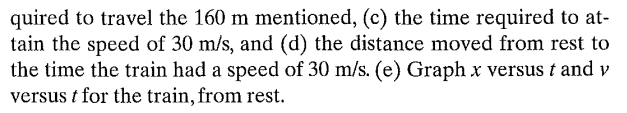 quired to travel the 160 m mentioned, (c) the time required to at-
tain the speed of 30 m/s, and (d) the distance moved from rest to
the time the train had a speed of 30 m/s. (e) Graph x versus t and v
versus t for the train, from rest.